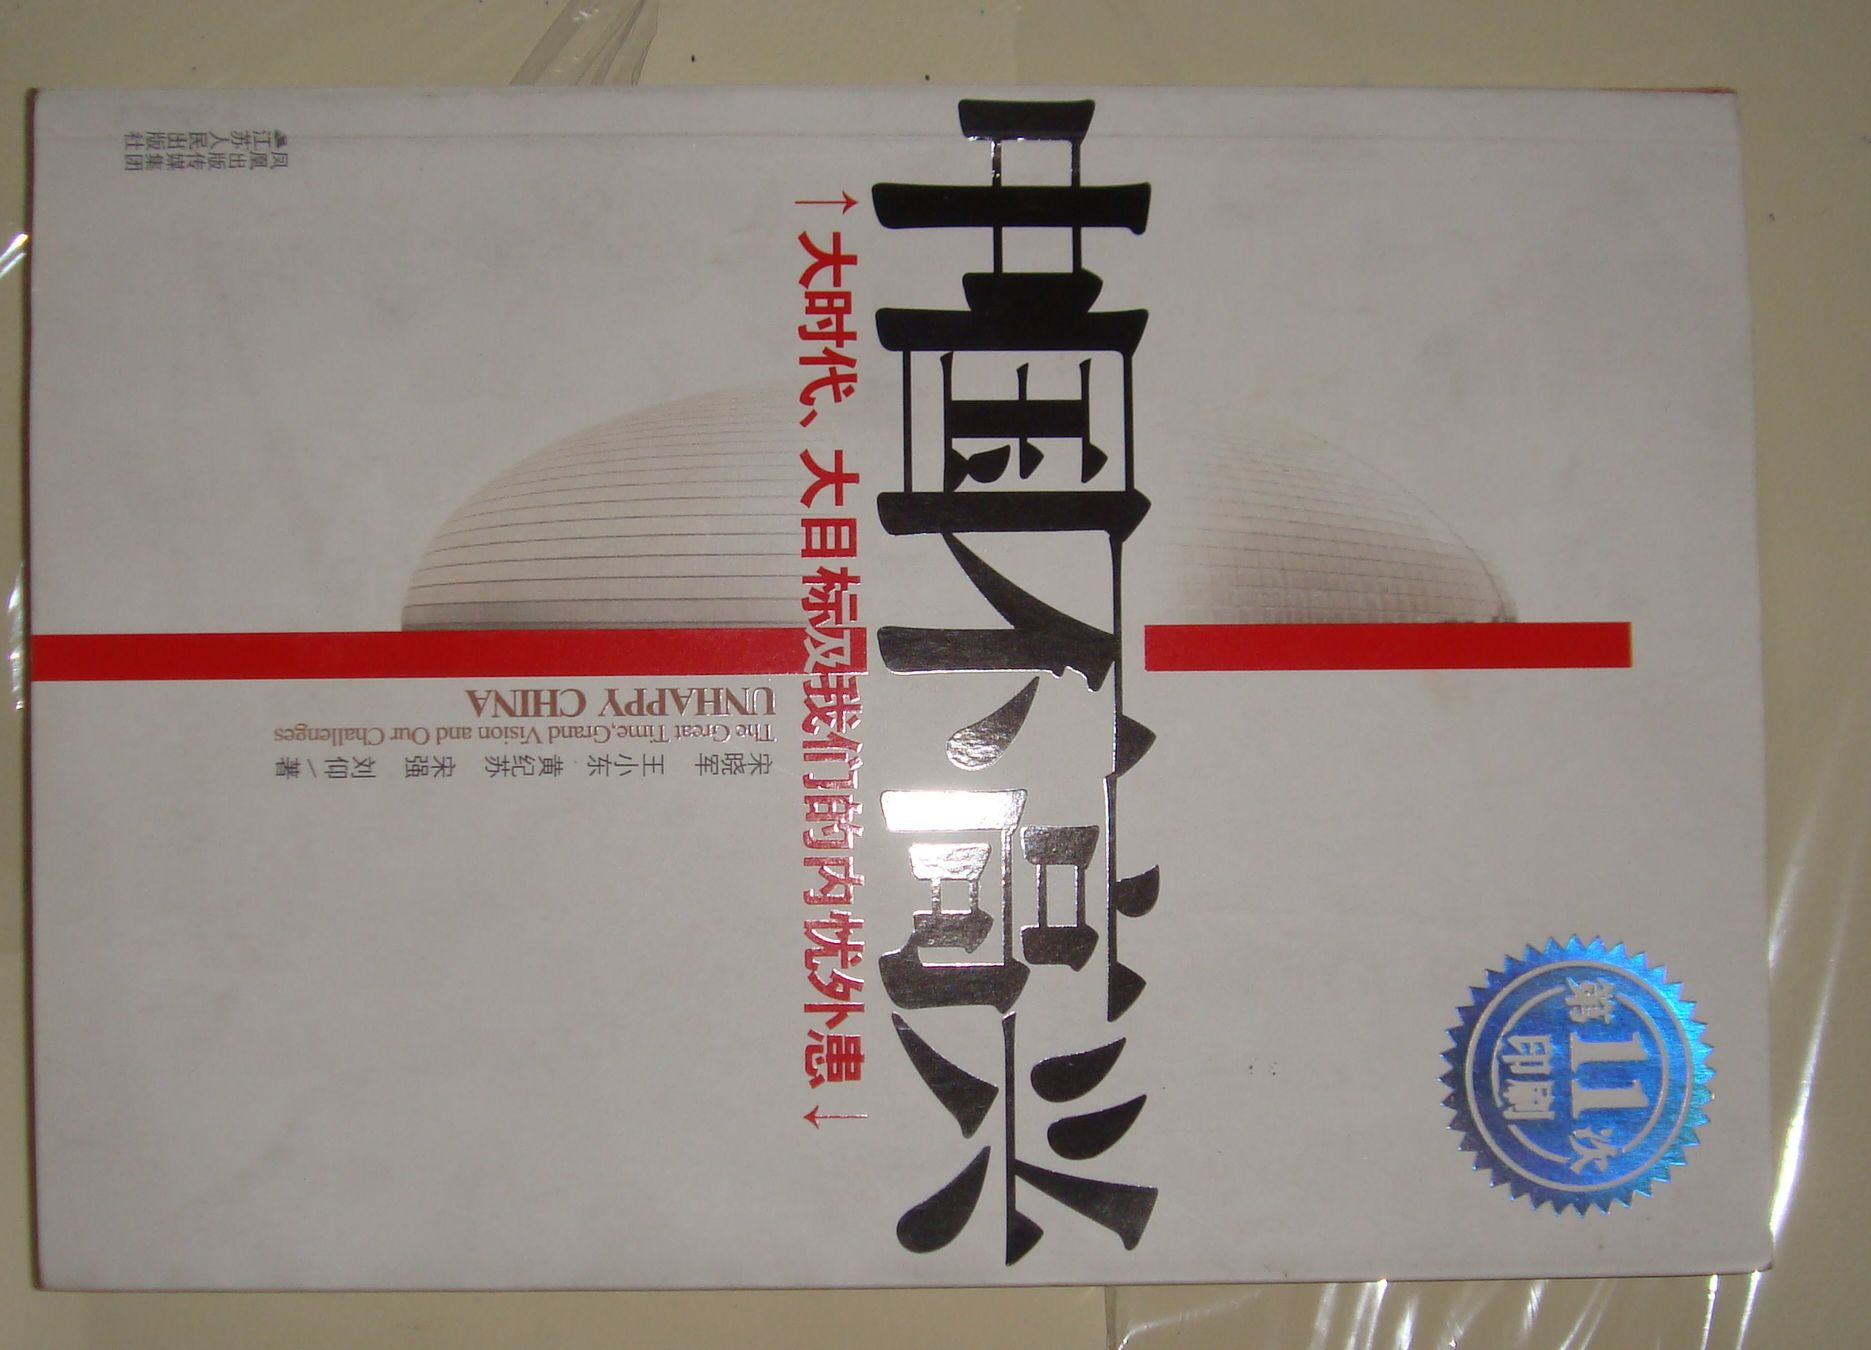 中国不高兴
大时代、大目标及我们的内忧外患
UNHAPPY CHINA
The Great Time,Grand Vision and Our Challenges
宋晓军 王小东 黄纪苏 宋强 刘仰/著
第11次
印刷
凤凰出版传媒集团
江苏人民出版社